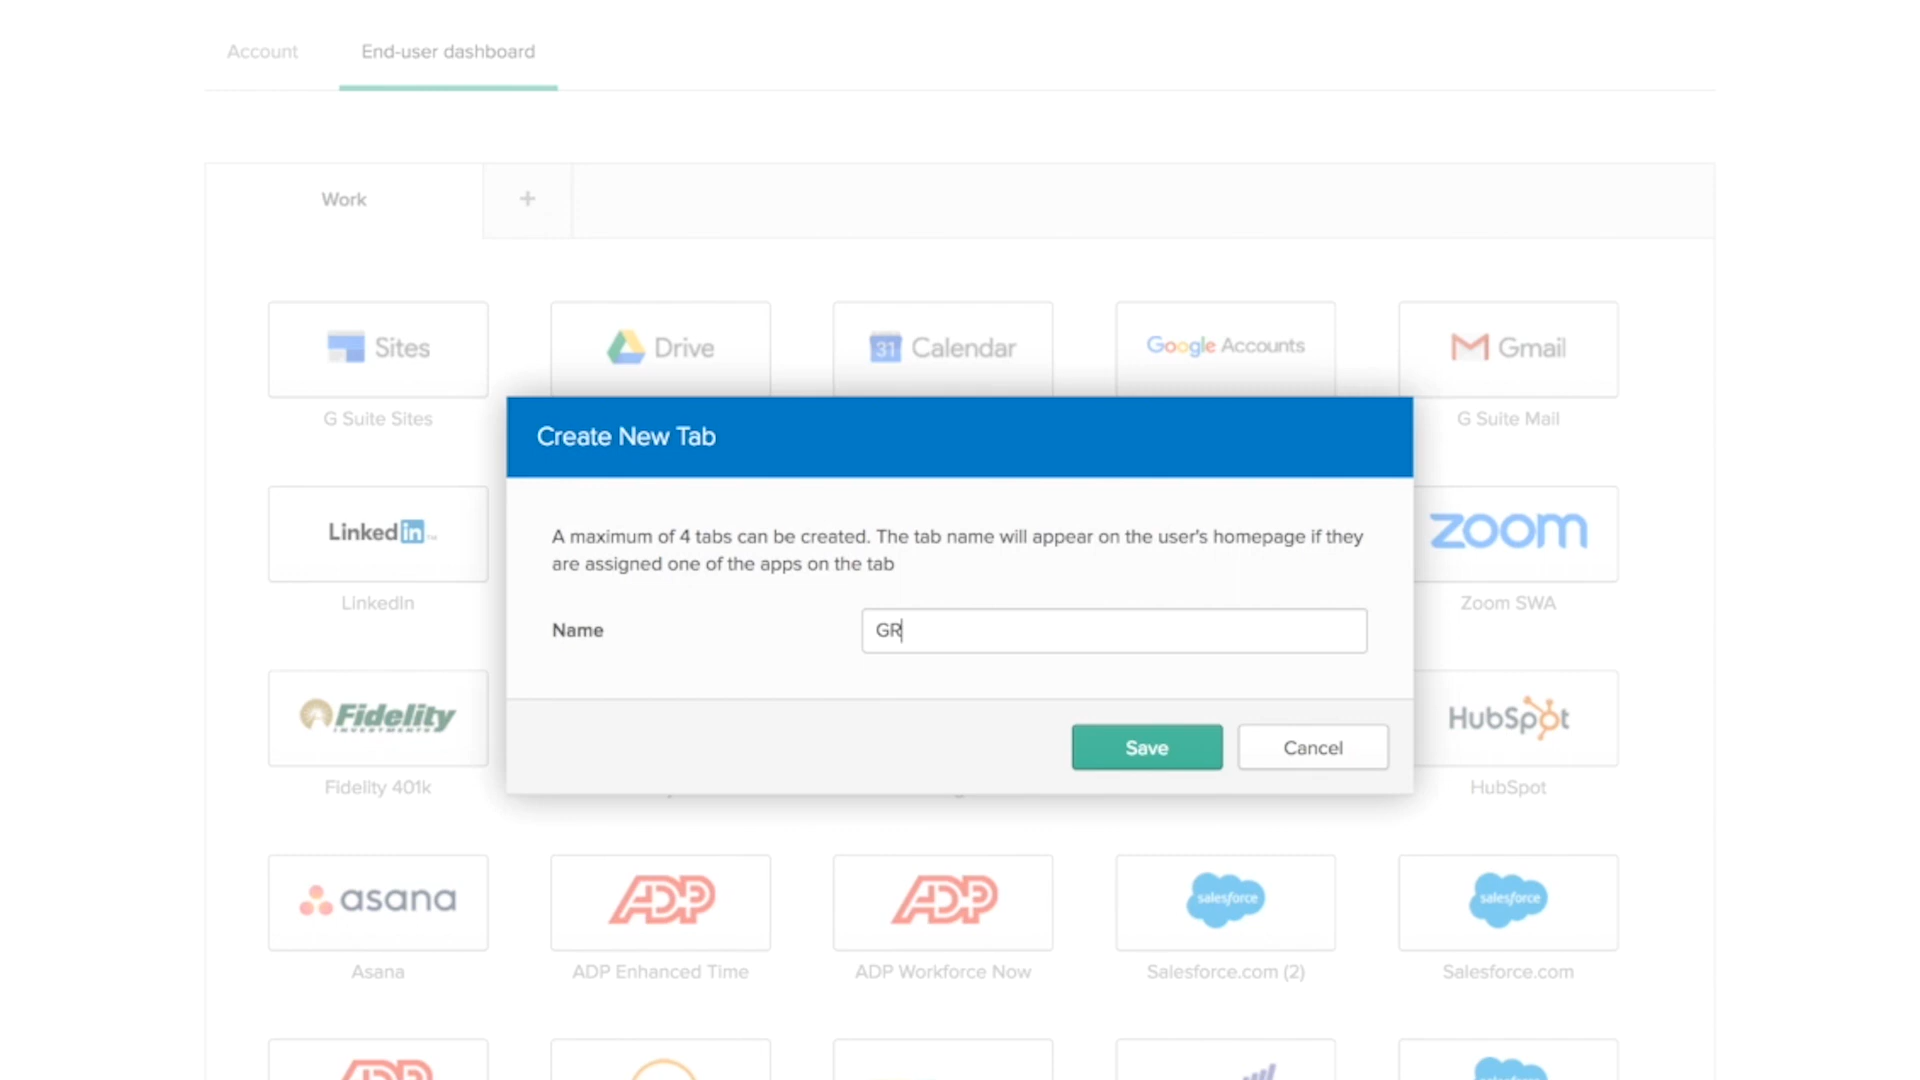 Account End-user dashboard
Work +
Sites Drive 31 Calendar Google Accounts Gmail
G Suite Sites G Suite Mail
Create New Tab
A maximum of 4 tabs can be created. The tab name will appear on the user's homepage if they
are assigned one of the apps on the tab
Linked in zoom
LinkedIn Zoom SWA
Name GR
Fidelity HubSpot
INVESTMENTS
Save Cancel
Fidelity 401k HubSpot
asana ADP ADP salesforce salesforce
Asana ADP Enhanced Time ADP Workforce Now Salesforce.com (2) Salesforce.com
ADP